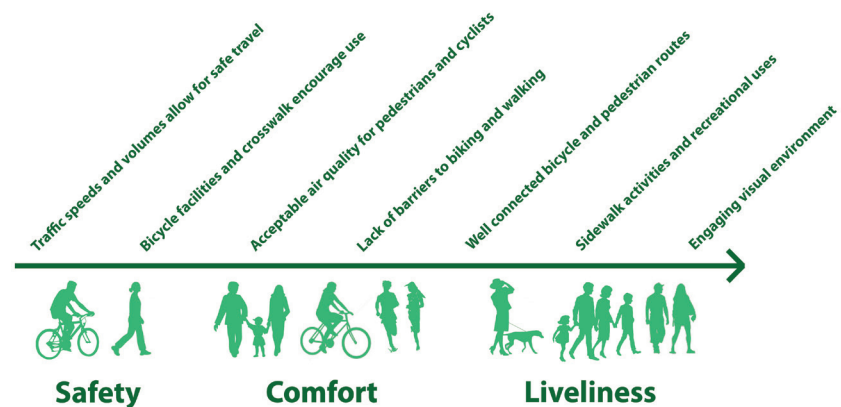 Traffic speeds and volumes allow for safe travel
Bicycle facilities and crosswalk encourage use
Acceptable air quality for pedestrians and cyclists
Lack of barriers to biking and walking
Well connected bicycle and pedestrian routes
Sidewalk activities and recreational uses
Engaging visual environment
Safety
Comfort
Liveliness